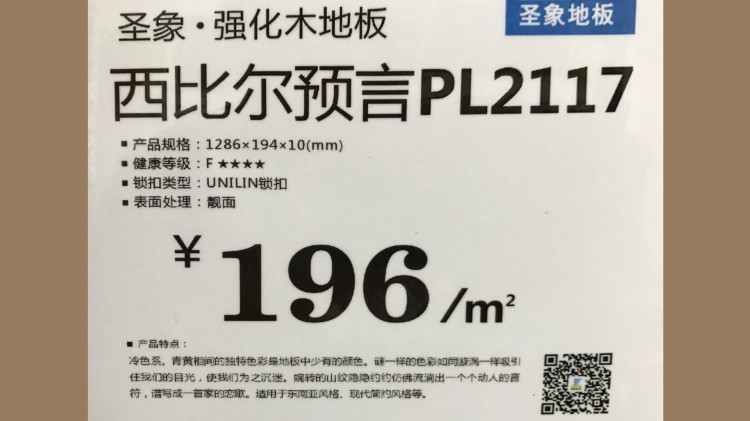 圣象·强化木地板
圣象地板
西比尔预言PL2117
▪ 产品规格：1286×194×10(mm)
▪ 健康等级：F ★★★★
▪ 锁扣类型：UNILIN锁扣
▪ 表面处理：靓面
¥ 196 /m²
▪ 产品特点：
冷色系。青黄相间的独特色彩是地板中少有的颜色。谜一样的色彩如同漩涡一样吸引
住我们的目光，使我们为之沉迷。婉转的山纹隐隐约约仿佛流淌出一个个动人的音
符，谱写成一首家的恋歌。适用于东南亚风格、现代简约风格等。